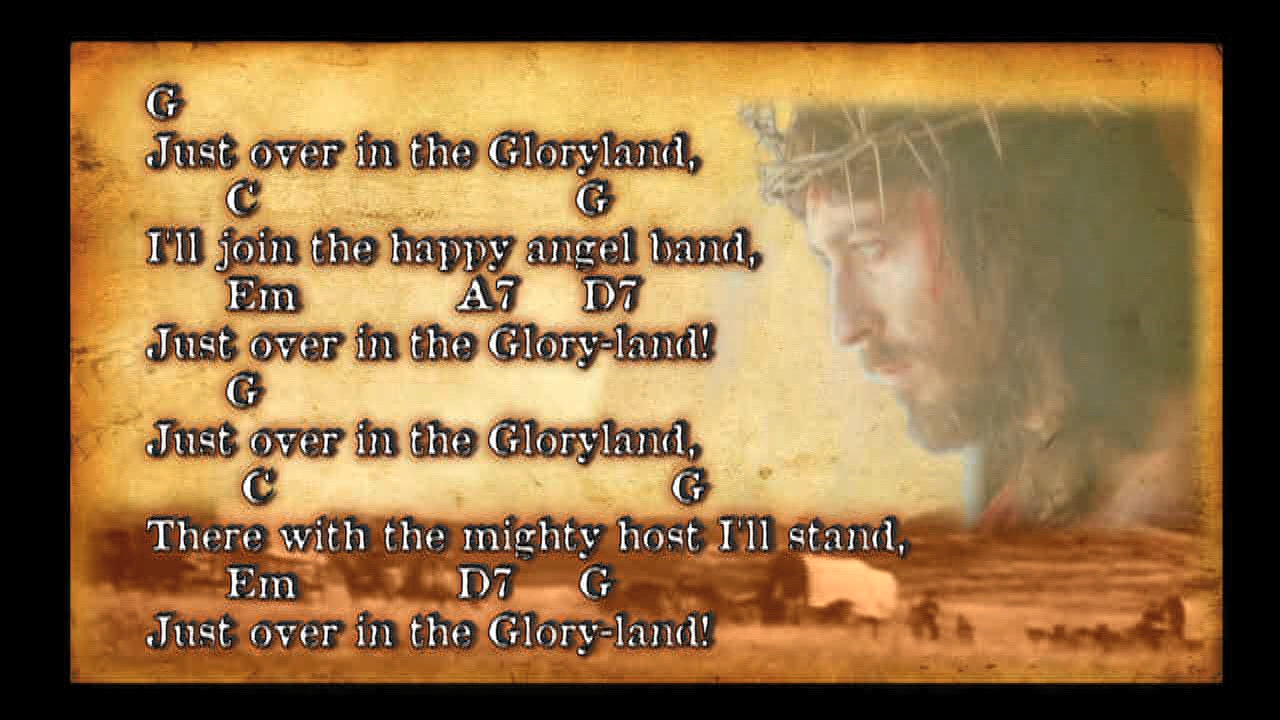 G
Just over in the Gloryland,
C G
I'll join the happy angel band,
Em A7 D7
Just over in the Glory-land!
G
Just over in the Gloryland,
C G
There with the mighty host I'll stand,
Em D7 G
Just over in the Glory-land!